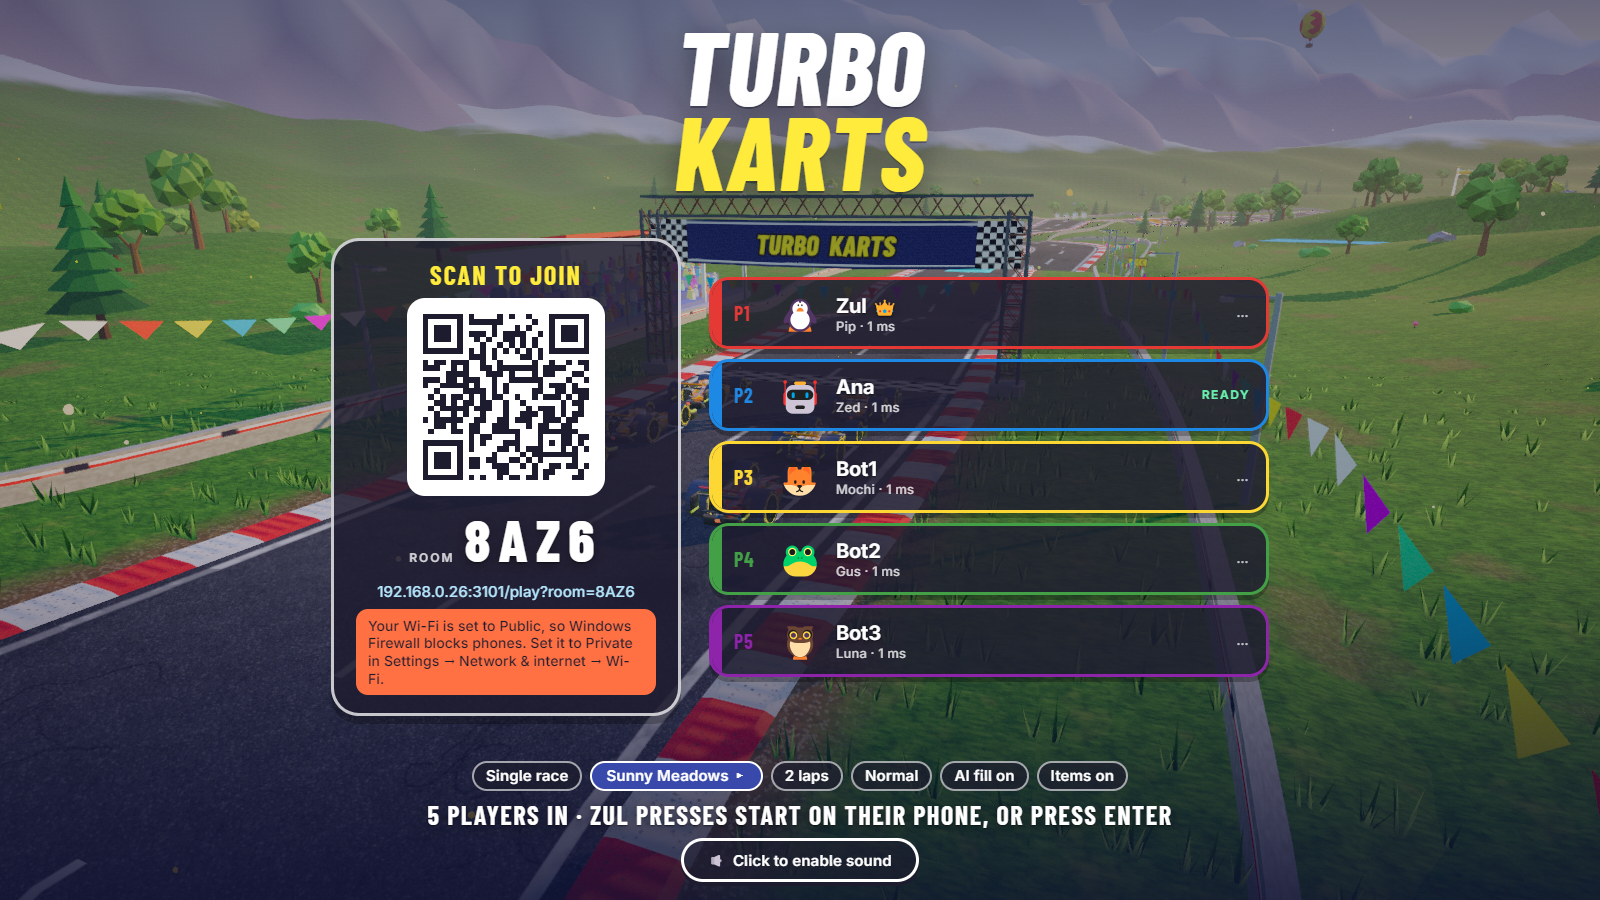 TURBO
KARTS
TURBO KARTS
SCAN TO JOIN
ROOM 8AZ6
192.168.0.26:3101/play?room=8AZ6
Your Wi-Fi is set to Public, so Windows
Firewall blocks phones. Set it to Private
in Settings → Network & internet → Wi-
Fi.
P1 Zul ...
Pip · 1 ms
P2 Ana READY
Zed · 1 ms
P3 Bot1 ...
Mochi · 1 ms
P4 Bot2 ...
Gus · 1 ms
P5 Bot3 ...
Luna · 1 ms
Single race Sunny Meadows ▸ 2 laps Normal AI fill on Items on
5 PLAYERS IN · ZUL PRESSES START ON THEIR PHONE, OR PRESS ENTER
Click to enable sound